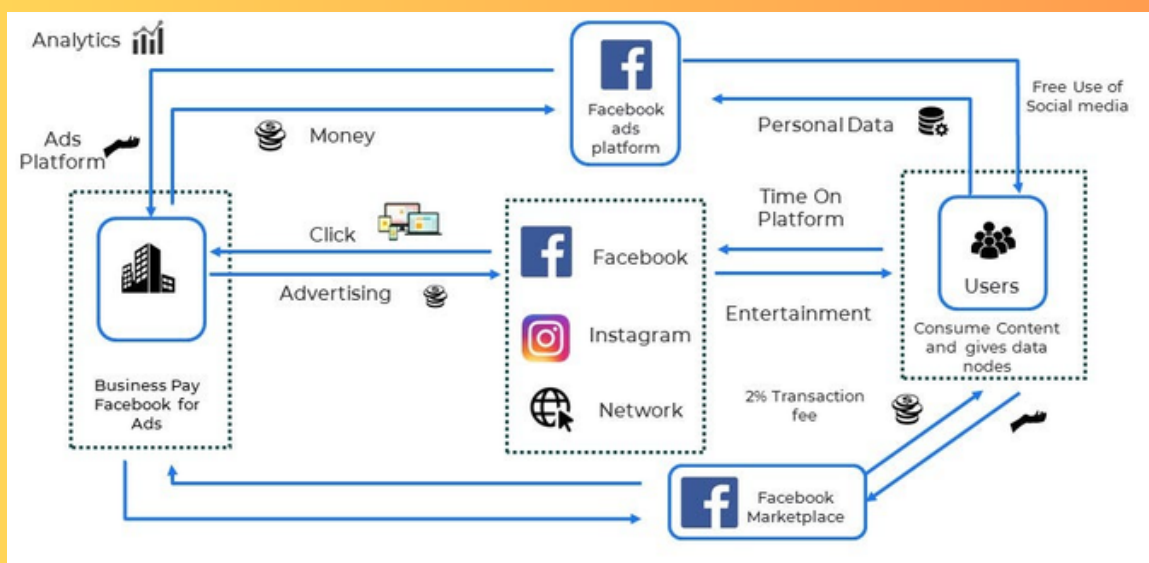 Analytics
Facebook
ads
platform
Free Use of
Social media
Ads
Platform
Money
Personal Data
Time On
Platform
Click
Facebook
Users
Advertising
Entertainment
Instagram
Consume Content
and gives data
nodes
Business Pay
Facebook for
Ads
Network
2% Transaction
fee
Facebook
Marketplace